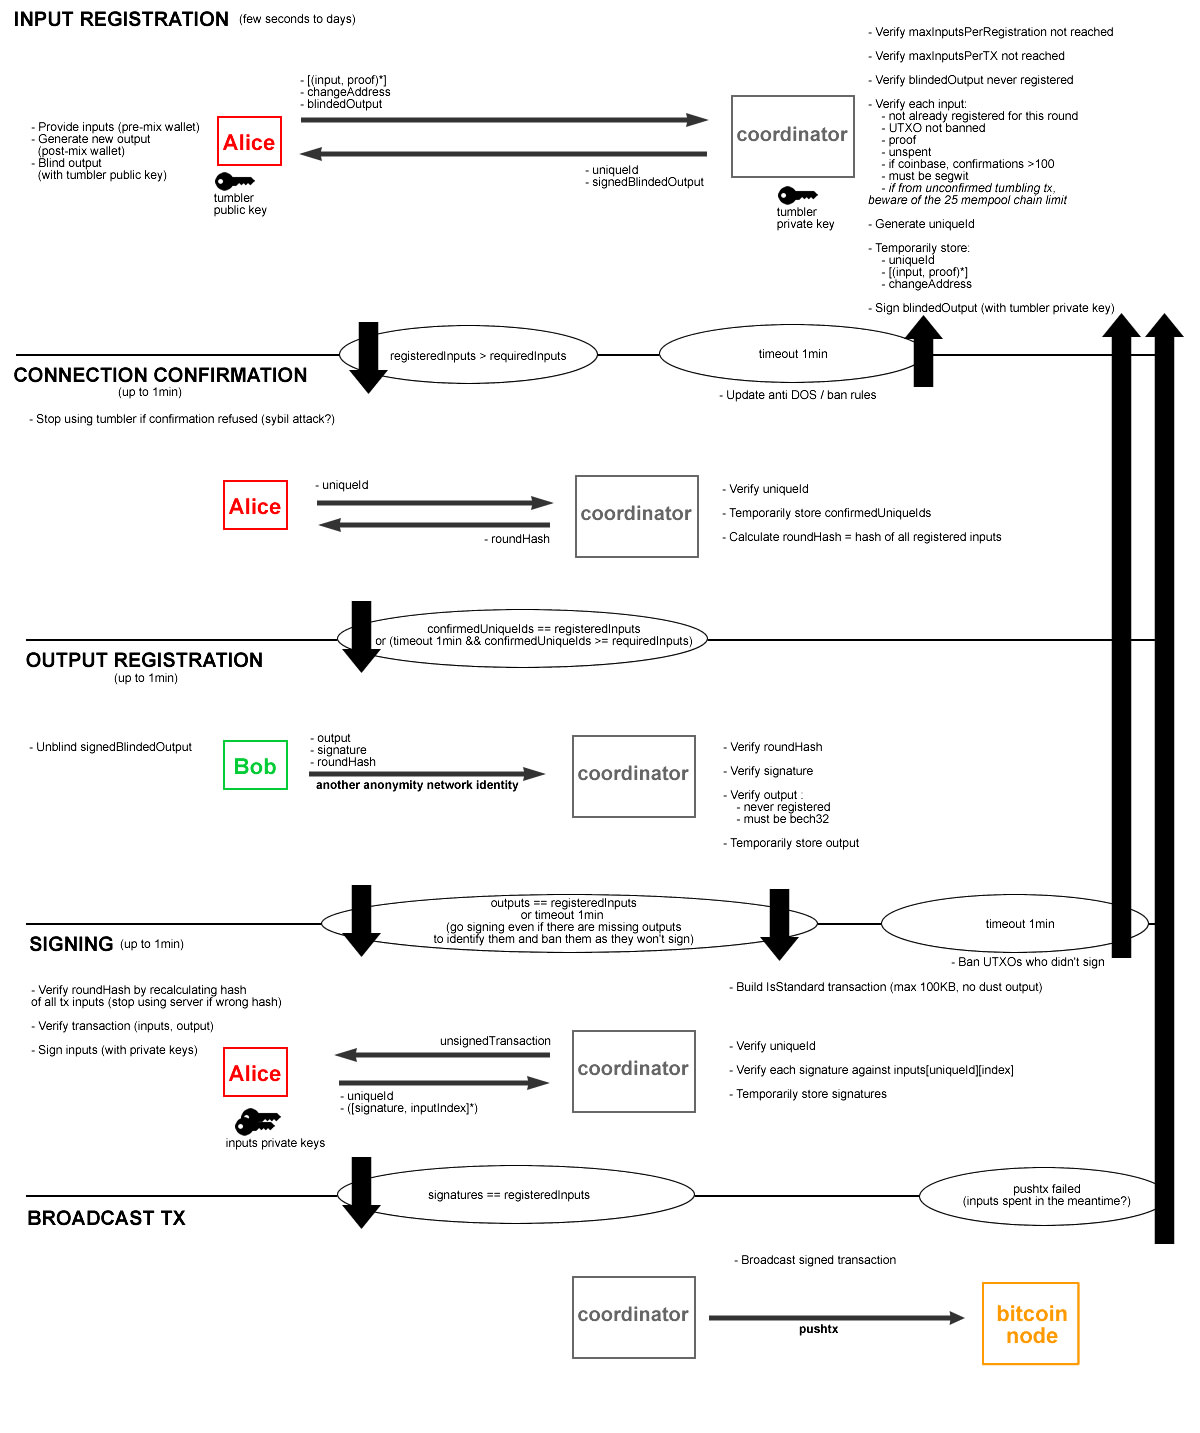 INPUT REGISTRATION (few seconds to days)
- Provide inputs (pre-mix wallet)
- Generate new output
(post-mix wallet)
- Blind output
(with tumbler public key)
Alice
tumbler
public key
- [(input, proof)*]
- changeAddress
- blindedOutput
- uniqueId
- signedBlindedOutput
coordinator
tumbler
private key
- Verify maxInputsPerRegistration not reached
- Verify maxInputsPerTX not reached
- Verify blindedOutput never registered
- Verify each input:
- not already registered for this round
- UTXO not banned
- proof
- unspent
- if coinbase, confirmations >100
- must be segwit
- if from unconfirmed tumbling tx,
beware of the 25 mempool chain limit
- Generate uniqueId
- Temporarily store:
- uniqueId
- [(input, proof)*]
- changeAddress
- Sign blindedOutput (with tumbler private key)
registeredInputs > requiredInputs
timeout 1min
- Update anti DOS / ban rules
CONNECTION CONFIRMATION
(up to 1min)
- Stop using tumbler if confirmation refused (sybil attack?)
Alice
- uniqueId
- roundHash
coordinator
- Verify uniqueId
- Temporarily store confirmedUniqueIds
- Calculate roundHash = hash of all registered inputs
confirmedUniqueIds == registeredInputs
or (timeout 1min && confirmedUniqueIds >= requiredInputs)
OUTPUT REGISTRATION
(up to 1min)
- Unblind signedBlindedOutput
Bob
- output
- signature
- roundHash
another anonymity network identity
coordinator
- Verify roundHash
- Verify signature
- Verify output :
- never registered
- must be bech32
- Temporarily store output
outputs == registeredInputs
or timeout 1min
(go signing even if there are missing outputs
to identify them and ban them as they won't sign)
timeout 1min
- Ban UTXOs who didn't sign
SIGNING (up to 1min)
- Build IsStandard transaction (max 100KB, no dust output)
- Verify roundHash by recalculating hash
of all tx inputs (stop using server if wrong hash)
- Verify transaction (inputs, output)
- Sign inputs (with private keys)
Alice
inputs private keys
unsignedTransaction
- uniqueId
- ([signature, inputIndex]*)
coordinator
- Verify uniqueId
- Verify each signature against inputs[uniqueId][index]
- Temporarily store signatures
signatures == registeredInputs
pushtx failed
(inputs spent in the meantime?)
BROADCAST TX
- Broadcast signed transaction
coordinator
pushtx
bitcoin
node